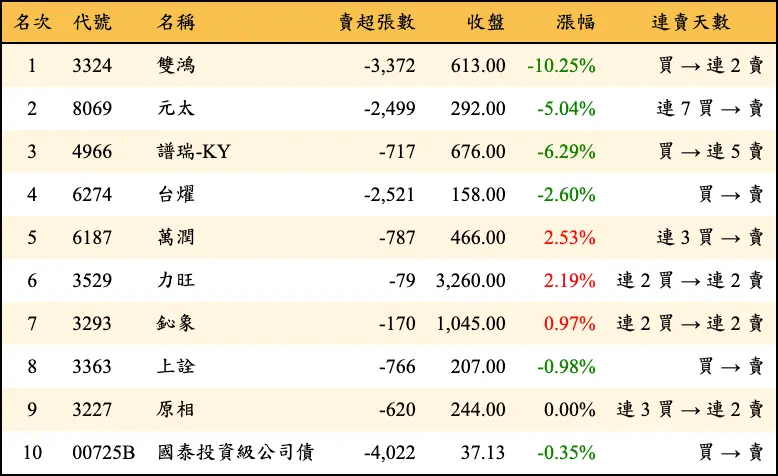 名次 代號 名稱 賣超張數 收盤 漲幅 連賣天數
1 3324 雙鴻 -3,372 613.00 -10.25% 買 → 連 2 賣
2 8069 元太 -2,499 292.00 -5.04% 連 7 買 → 賣
3 4966 譜瑞-KY -717 676.00 -6.29% 買 → 連 5 賣
4 6274 台燿 -2,521 158.00 -2.60% 買 → 賣
5 6187 萬潤 -787 466.00 2.53% 連 3 買 → 賣
6 3529 力旺 -79 3,260.00 2.19% 連 2 買 → 連 2 賣
7 3293 鈊象 -170 1,045.00 0.97% 連 2 買 → 連 2 賣
8 3363 上詮 -766 207.00 -0.98% 買 → 賣
9 3227 原相 -620 244.00 0.00% 連 3 買 → 連 2 賣
10 00725B 國泰投資級公司債 -4,022 37.13 -0.35% 買 → 賣